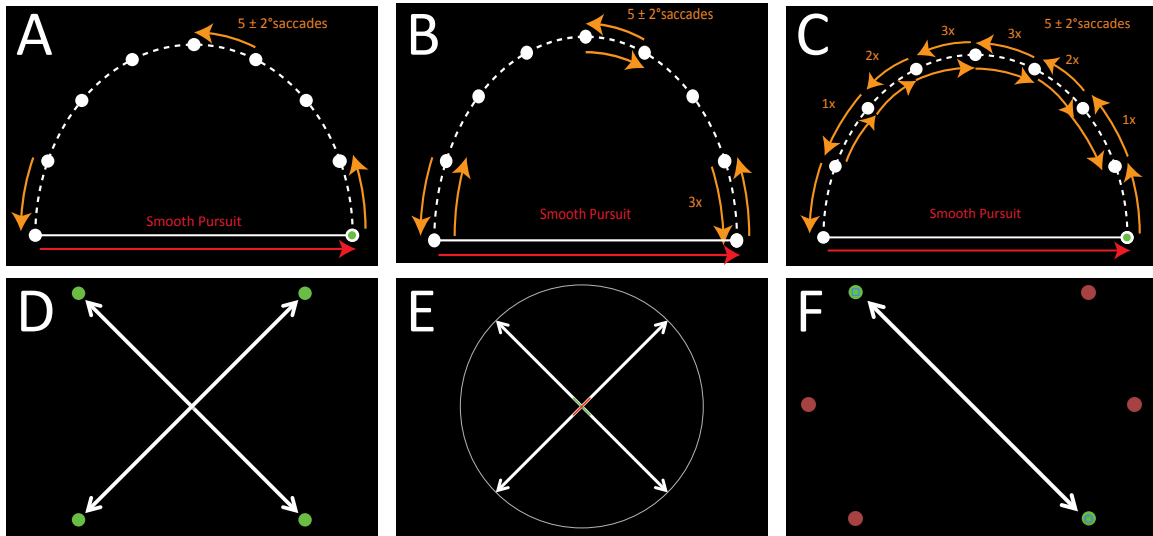 A
5 ± 2°saccades
Smooth Pursuit
B
5 ± 2°saccades
3x
Smooth Pursuit
C
5 ± 2°saccades
3x
3x
2x
2x
1x
1x
Smooth Pursuit
D
E
F